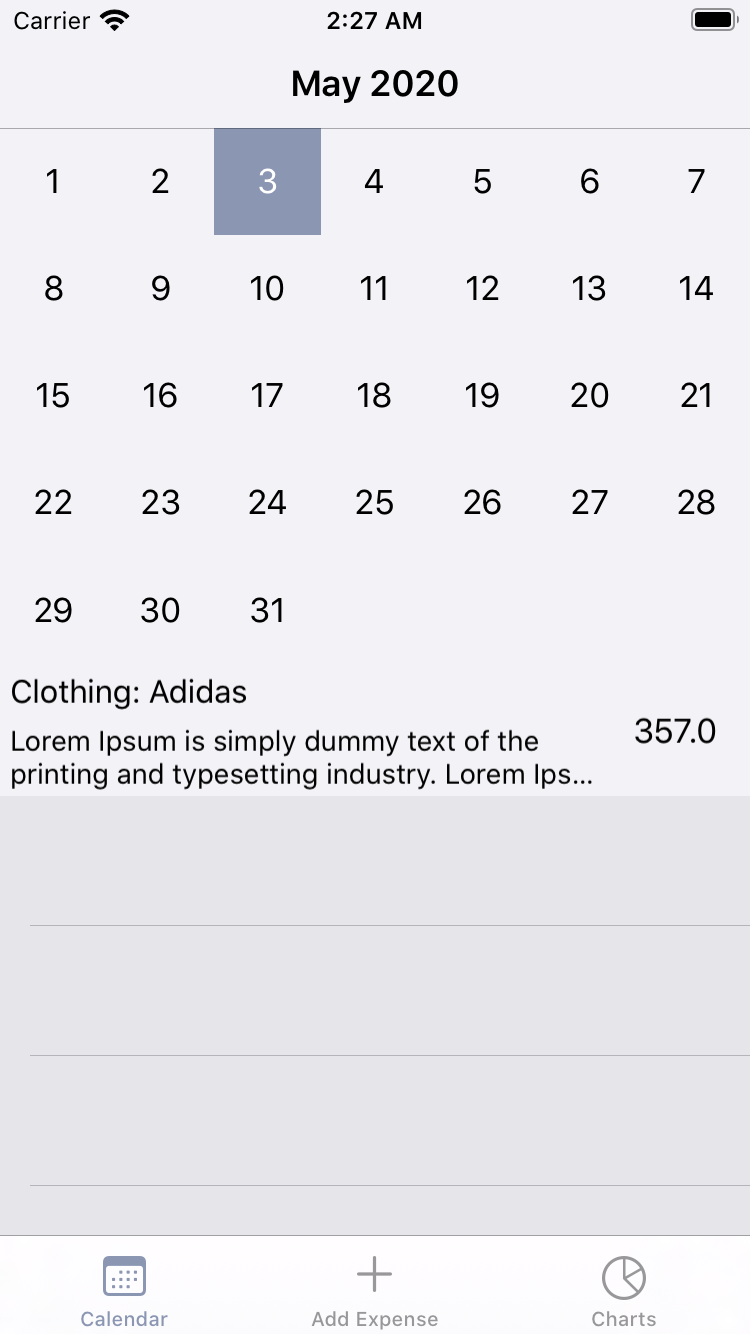 Carrier 2:27 AM
May 2020
1 2 3 4 5 6 7
8 9 10 11 12 13 14
15 16 17 18 19 20 21
22 23 24 25 26 27 28
29 30 31
Clothing: Adidas
357.0
Lorem Ipsum is simply dummy text of the
printing and typesetting industry. Lorem Ips...
Calendar Add Expense Charts